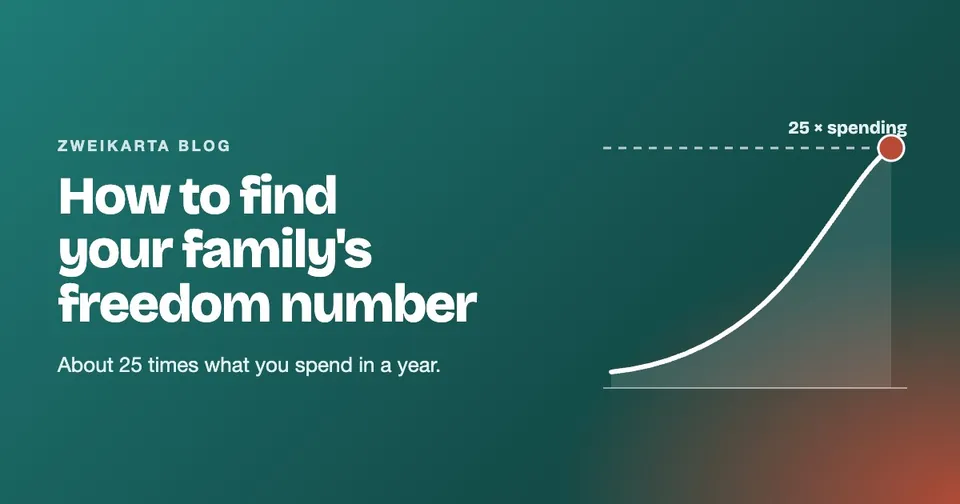 ZWEIKARTA BLOG
How to find
your family's
freedom number
About 25 times what you spend in a year.
25 × spending